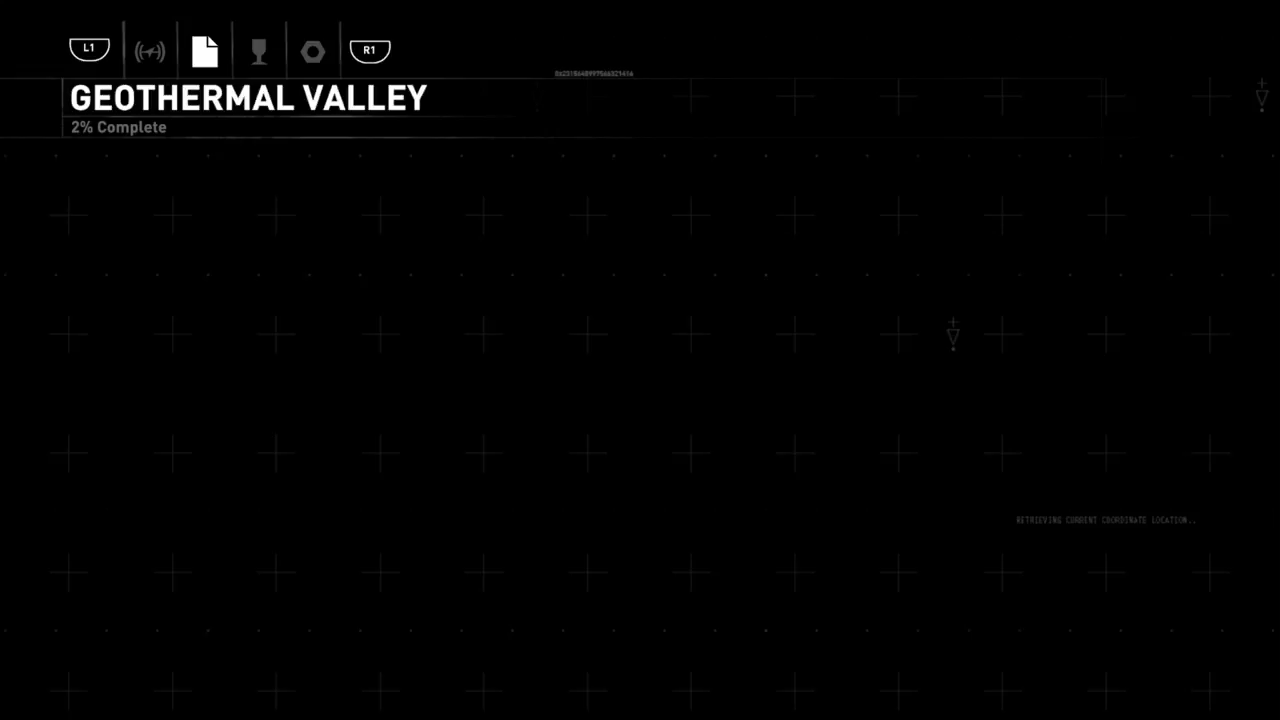 L1
R1
GEOTHERMAL VALLEY
2% Complete
RETRIEVING CURRENT COORDINATE LOCATION..